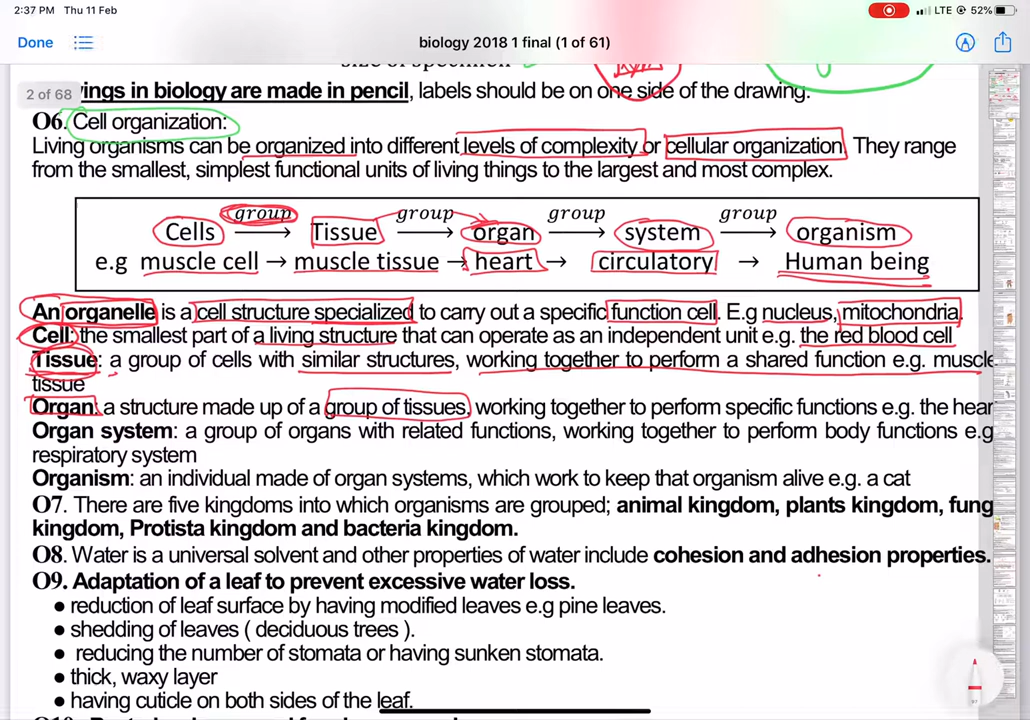 2:37 PM Thu 11 Feb
LTE 52%
Done
biology 2018 1 final (1 of 61)
size of specimen
2 of 68
ings in biology are made in pencil, labels should be on one side of the drawing.
O6. Cell organization:
Living organisms can be organized into different levels of complexity or cellular organization. They range
from the smallest, simplest functional units of living things to the largest and most complex.
group group group group
Cells → Tissue → organ → system → organism
e.g muscle cell → muscle tissue → heart → circulatory → Human being
An organelle is a cell structure specialized to carry out a specific function cell. E.g nucleus, mitochondria.
Cell: the smallest part of a living structure that can operate as an independent unit e.g. the red blood cell
Tissue: a group of cells with similar structures, working together to perform a shared function e.g. muscle
tissue
Organ: a structure made up of a group of tissues, working together to perform specific functions e.g. the hear
Organ system: a group of organs with related functions, working together to perform body functions e.g
respiratory system
Organism: an individual made of organ systems, which work to keep that organism alive e.g. a cat
O7. There are five kingdoms into which organisms are grouped; animal kingdom, plants kingdom, fung
kingdom, Protista kingdom and bacteria kingdom.
O8. Water is a universal solvent and other properties of water include cohesion and adhesion properties.
O9. Adaptation of a leaf to prevent excessive water loss.
● reduction of leaf surface by having modified leaves e.g pine leaves.
● shedding of leaves ( deciduous trees ).
● reducing the number of stomata or having sunken stomata.
● thick, waxy layer
● having cuticle on both sides of the leaf.